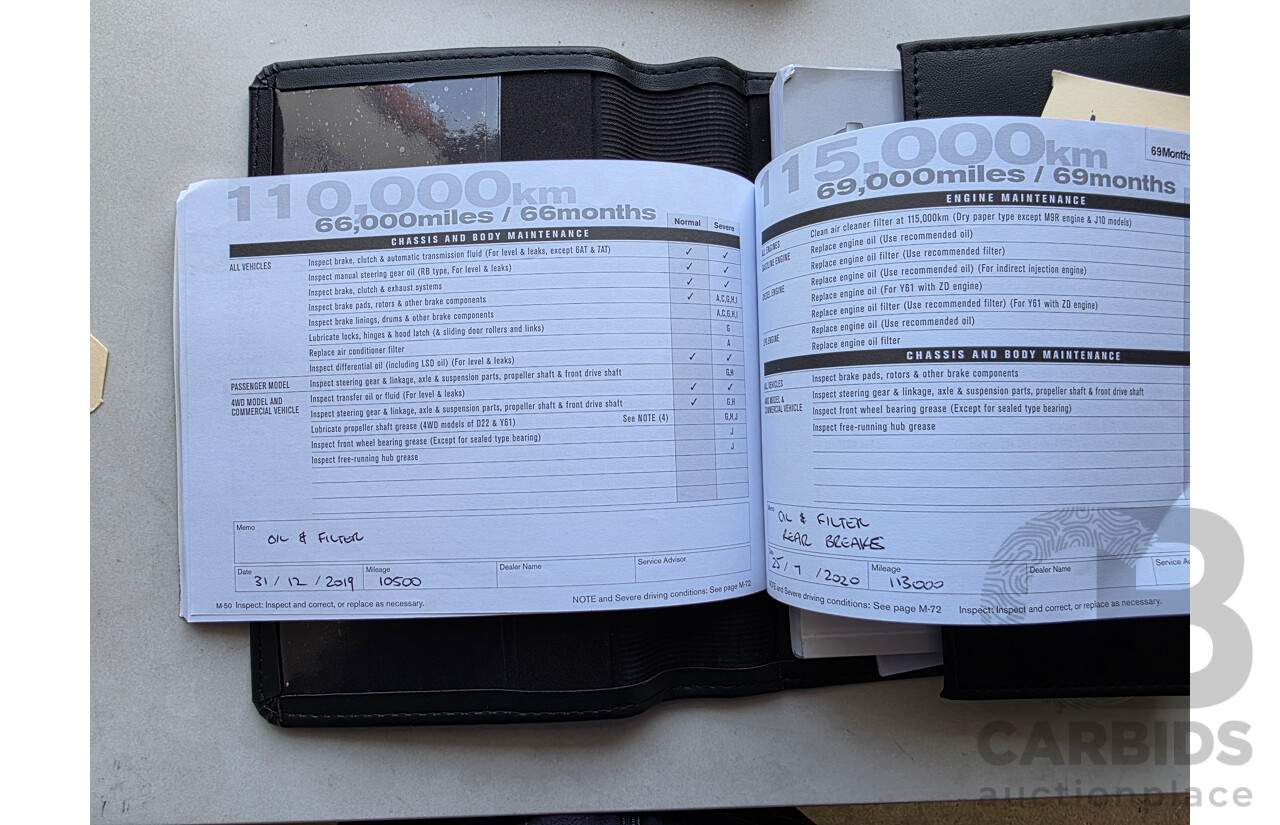 110,000km
66,000miles / 66months
CHASSIS AND BODY MAINTENANCE
Normal Severe
ALL VEHICLES
Inspect brake, clutch & automatic transmission fluid (For level & leaks, except 6AT & 7AT) ✓ ✓
Inspect manual steering gear oil (RB type, For level & leaks) ✓ ✓
Inspect brake, clutch & exhaust systems ✓ ✓
Inspect brake pads, rotors & other brake components ✓ A,C,G,H,I
Inspect brake linings, drums & other brake components A,C,G,H,I
Lubricate locks, hinges & hood latch (& sliding door rollers and links) G
Replace air conditioner filter A
Inspect differential oil (including LSD oil) (For level & leaks) ✓ ✓
PASSENGER MODEL
Inspect steering gear & linkage, axle & suspension parts, propeller shaft & front drive shaft G,H
4WD MODEL AND
COMMERCIAL VEHICLE
Inspect transfer oil or fluid (For level & leaks) ✓ ✓
Inspect steering gear & linkage, axle & suspension parts, propeller shaft & front drive shaft ✓ G,H
Lubricate propeller shaft grease (4WD models of D22 & Y61) See NOTE (4) G,H,J
Inspect front wheel bearing grease (Except for sealed type bearing) J
Inspect free-running hub grease J
Memo
OIL & FILTER
Date 31 / 12 / 2019 Mileage 10500 Dealer Name Service Advisor
M-50 Inspect: Inspect and correct, or replace as necessary. NOTE and Severe driving conditions: See page M-72
115,000km
69,000miles / 69months
69Months
ENGINE MAINTENANCE
ALL ENGINES
Clean air cleaner filter at 115,000km (Dry paper type except M9R engine & J10 models)
GASOLINE ENGINE
Replace engine oil (Use recommended oil)
Replace engine oil filter (Use recommended filter)
Replace engine oil (Use recommended oil) (For indirect injection engine)
Replace engine oil (For Y61 with ZD engine)
Replace engine oil filter (Use recommended filter) (For Y61 with ZD engine)
Replace engine oil (Use recommended oil)
Replace engine oil filter
CHASSIS AND BODY MAINTENANCE
ALL VEHICLES
Inspect brake pads, rotors & other brake components
4WD MODEL &
COMMERCIAL VEHICLE
Inspect steering gear & linkage, axle & suspension parts, propeller shaft & front drive shaft
Inspect front wheel bearing grease (Except for sealed type bearing)
Inspect free-running hub grease
OIL & FILTER
REAR BREAKS
25 / 7 / 2020 Mileage 113000 Dealer Name
NOTE and Severe driving conditions: See page M-72 Inspect: Inspect and correct, or replace as necessary.
CARBIDS
auctionplace